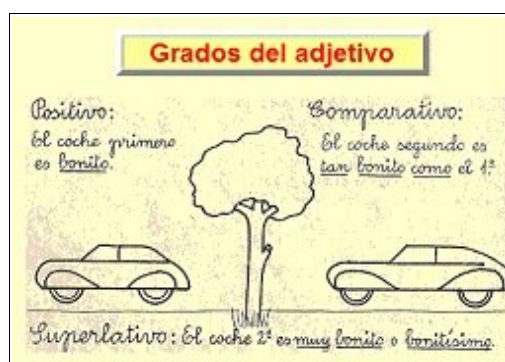 Grados del adjetivo
Positivo:
El coche primero
es bonito.
Comparativo:
El coche segundo es
tan bonito como el 1º.
Superlativo: El coche 2º es muy bonito o bonitísimo.